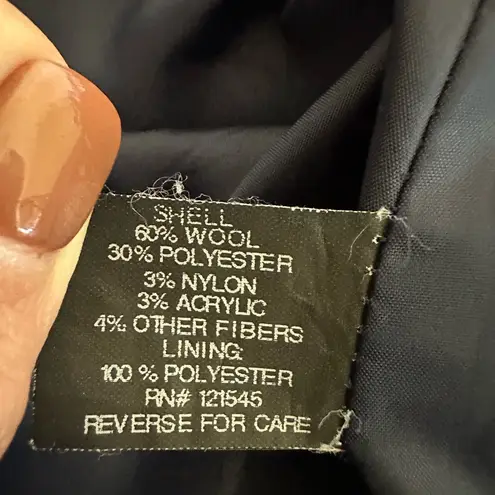 SHELL
60% WOOL
30% POLYESTER
3% NYLON
3% ACRYLIC
4% OTHER FIBERS
LINING:
100 % POLYESTER
RN# 121545
REVERSE FOR CARE